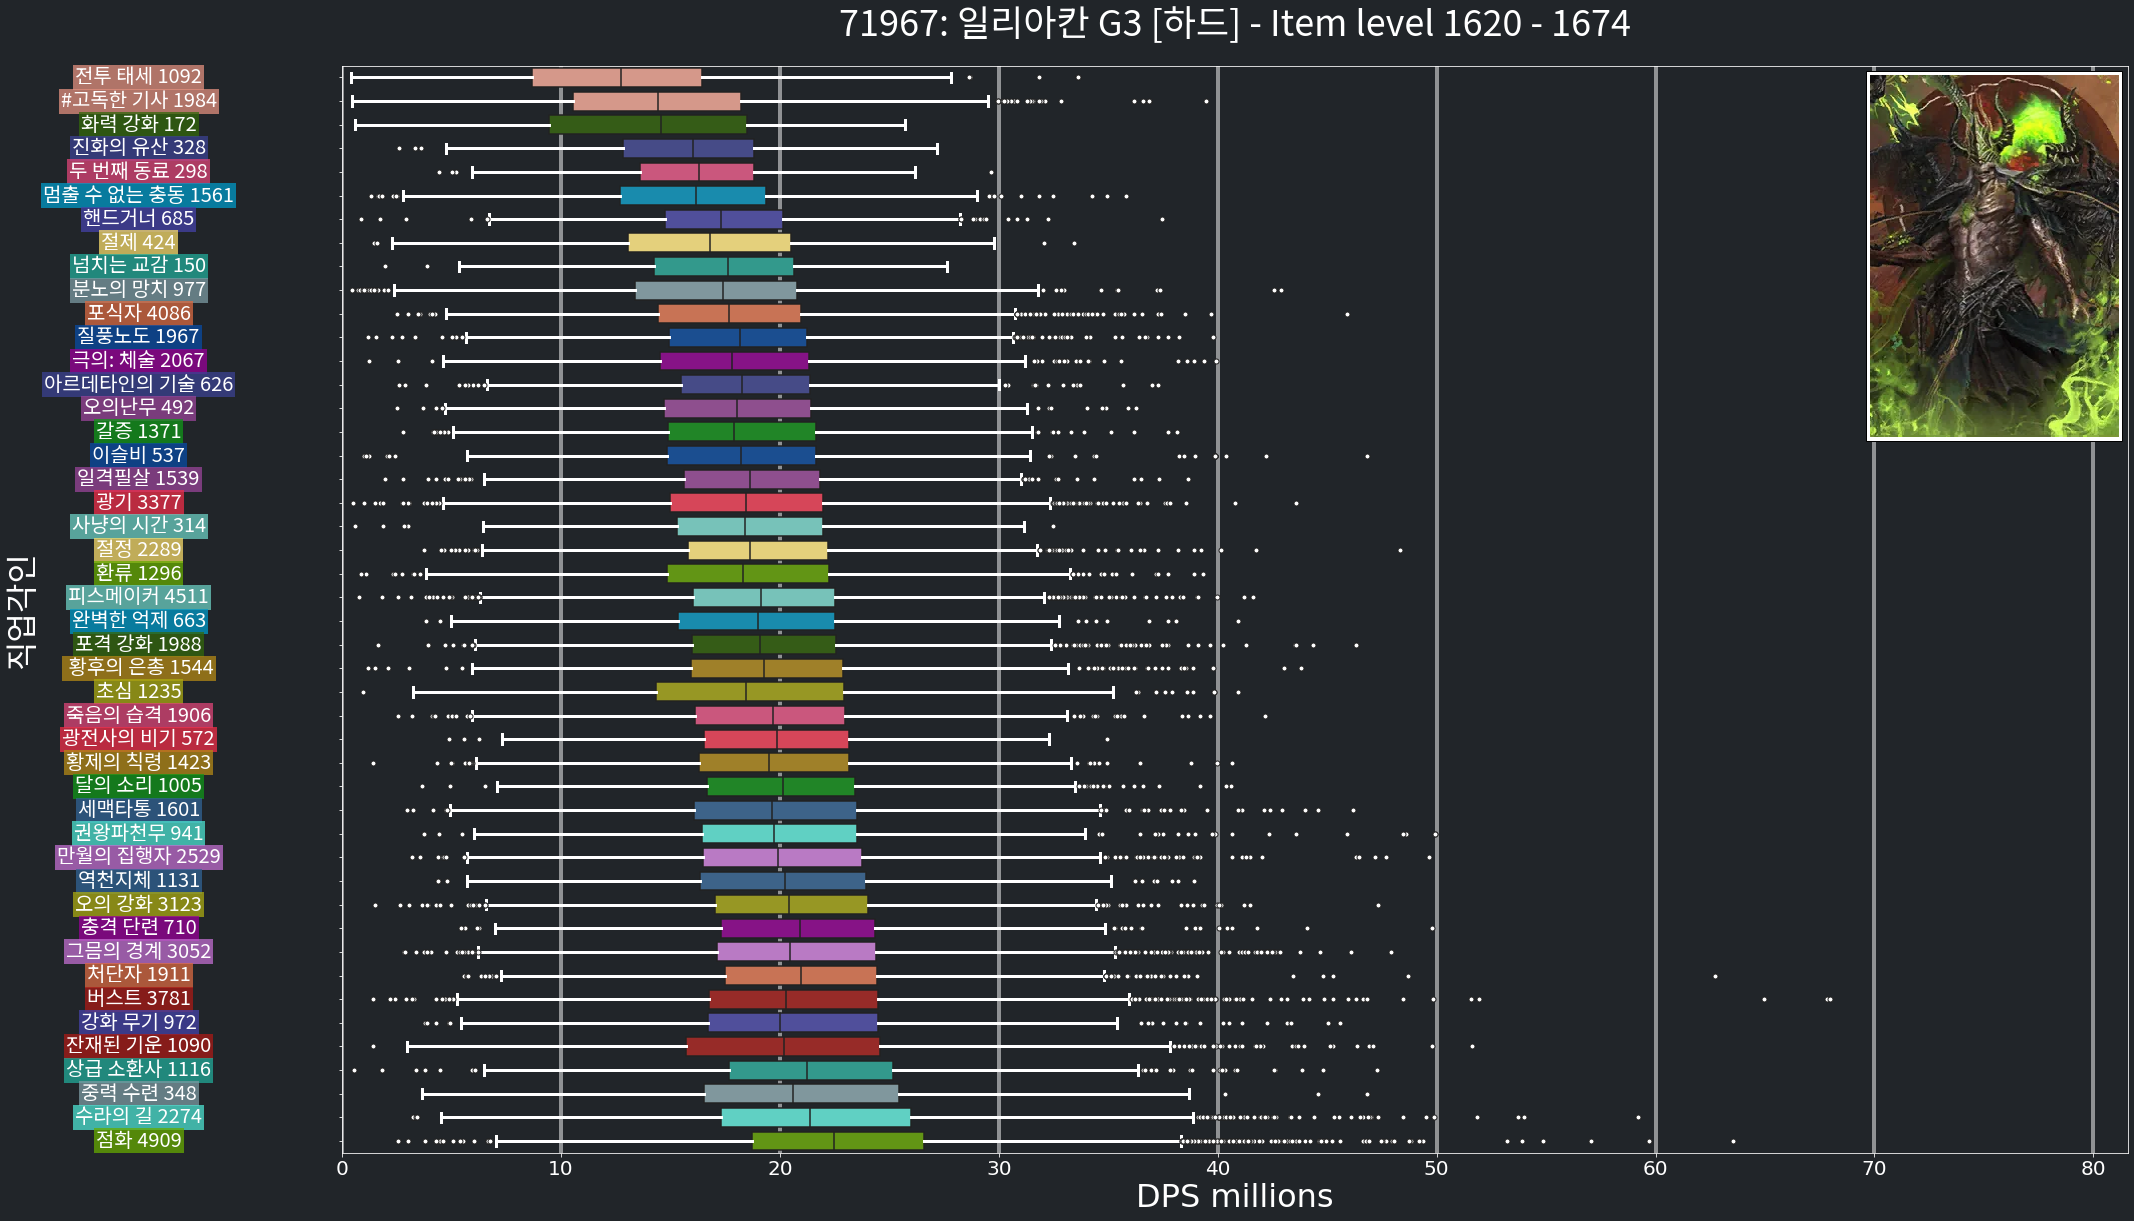 71967: 일리아칸 G3 [하드] - Item level 1620 - 1674
직업각인
전투 태세 1092
#고독한 기사 1984
화력 강화 172
진화의 유산 328
두 번째 동료 298
멈출 수 없는 충동 1561
핸드거너 685
절제 424
넘치는 교감 150
분노의 망치 977
포식자 4086
질풍노도 1967
극의: 체술 2067
아르데타인의 기술 626
오의난무 492
갈증 1371
이슬비 537
일격필살 1539
광기 3377
사냥의 시간 314
절정 2289
환류 1296
피스메이커 4511
완벽한 억제 663
포격 강화 1988
황후의 은총 1544
초심 1235
죽음의 습격 1906
광전사의 비기 572
황제의 칙령 1423
달의 소리 1005
세맥타통 1601
권왕파천무 941
만월의 집행자 2529
역천지체 1131
오의 강화 3123
충격 단련 710
그믐의 경계 3052
처단자 1911
버스트 3781
강화 무기 972
잔재된 기운 1090
상급 소환사 1116
중력 수련 348
수라의 길 2274
점화 4909
0 10 20 30 40 50 60 70 80
DPS millions